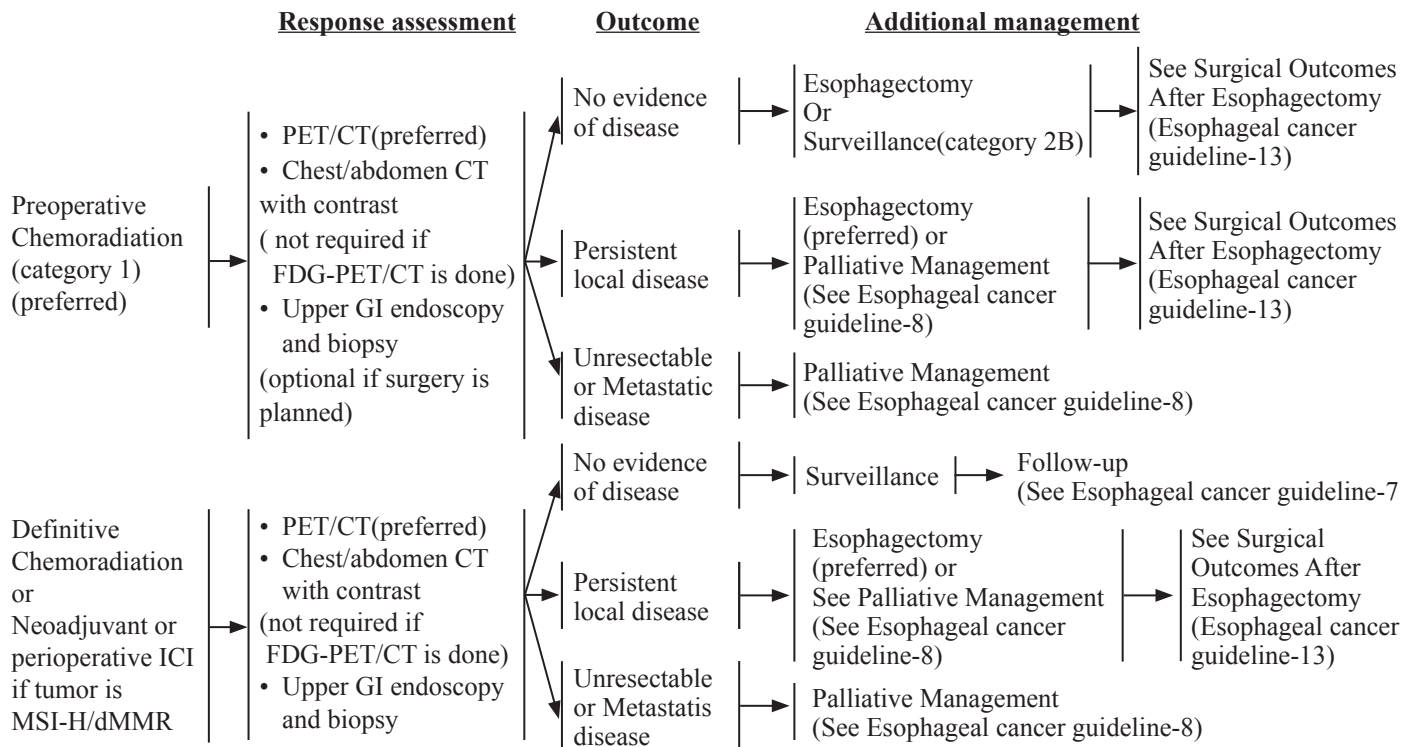 Response assessment
Outcome
Additional management
Preoperative
Chemoradiation
(category 1)
(preferred)
• PET/CT(preferred)
• Chest/abdomen CT
with contrast
( not required if
FDG-PET/CT is done)
• Upper GI endoscopy
and biopsy
(optional if surgery is
planned)
No evidence
of disease
Esophagectomy
Or
Surveillance(category 2B)
See Surgical Outcomes
After Esophagectomy
(Esophageal cancer
guideline-13)
Persistent
local disease
Esophagectomy
(preferred) or
Palliative Management
(See Esophageal cancer
guideline-8)
See Surgical Outcomes
After Esophagectomy
(Esophageal cancer
guideline-13)
Unresectable
or Metastatic
disease
Palliative Management
(See Esophageal cancer guideline-8)
Definitive
Chemoradiation
or
Neoadjuvant or
perioperative ICI
if tumor is
MSI-H/dMMR
• PET/CT(preferred)
• Chest/abdomen CT
with contrast
(not required if
FDG-PET/CT is done)
• Upper GI endoscopy
and biopsy
No evidence
of disease
Surveillance
Follow-up
(See Esophageal cancer guideline-7
Persistent
local disease
Esophagectomy
(preferred) or
See Palliative Management
(See Esophageal cancer
guideline-8)
See Surgical
Outcomes After
Esophagectomy
(Esophageal cancer
guideline-13)
Unresectable
or Metastatis
disease
Palliative Management
(See Esophageal cancer guideline-8)